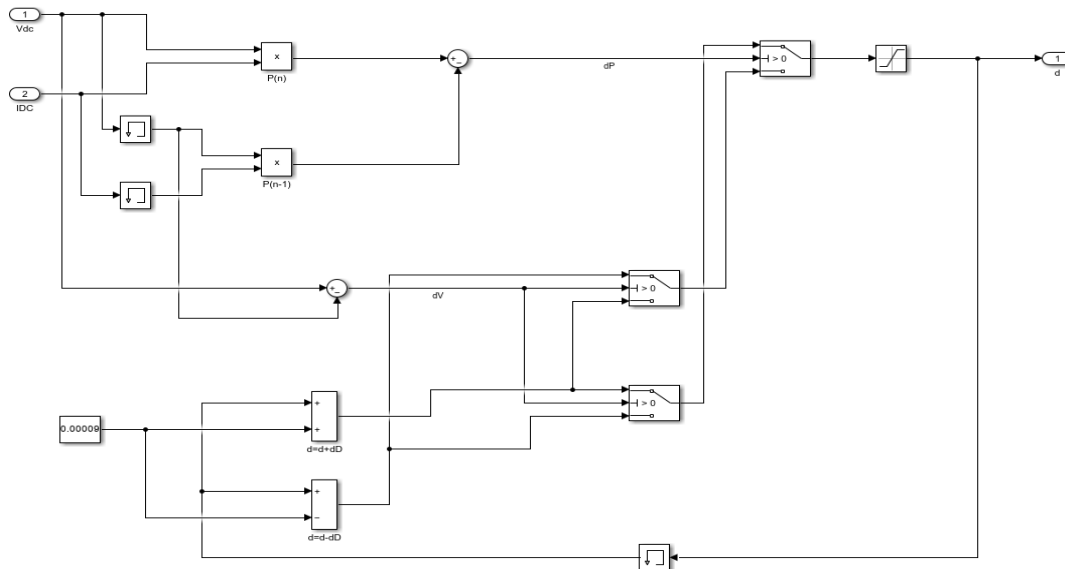 1
Vdc
x
P(n)
+
−
dP
> 0
1
d
2
IDC
x
P(n-1)
+
−
dV
> 0
> 0
0.00009
+
+
d=d+dD
+
−
d=d-dD